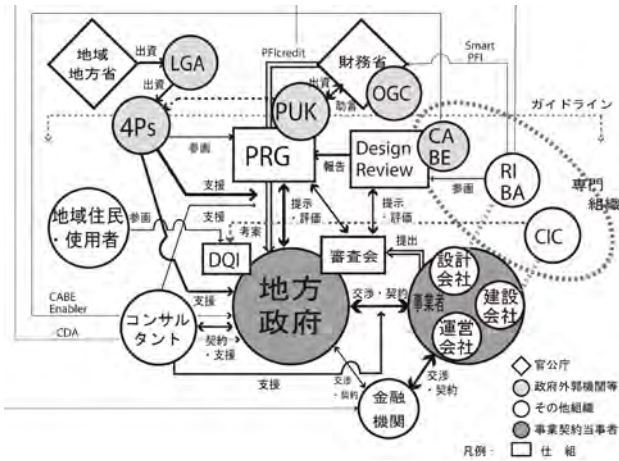 地域
地方省
出資
LGA
出資
PFIcredit
財務省
出資
助言
PUK
OGC
Smart
PFI
ガイドライン
4Ps
参画
PRG
報告
Design
Review
CA
BE
参画
RI
BA
専門
組織
CIC
支援
支援
地域住民
・使用者
参画
考案
提示
・評価
提示
・評価
DQI
審査会
提出
設計
会社
建設
会社
運営
会社
事業者
地方
政府
交渉・契約
CABE
Enabler
CDA
支援
コンサル
タント
契約
・支援
支援
交渉
・契約
金融
機関
交渉
・契約
官公庁
政府外郭機関等
その他組織
事業契約当事者
凡例・
仕組